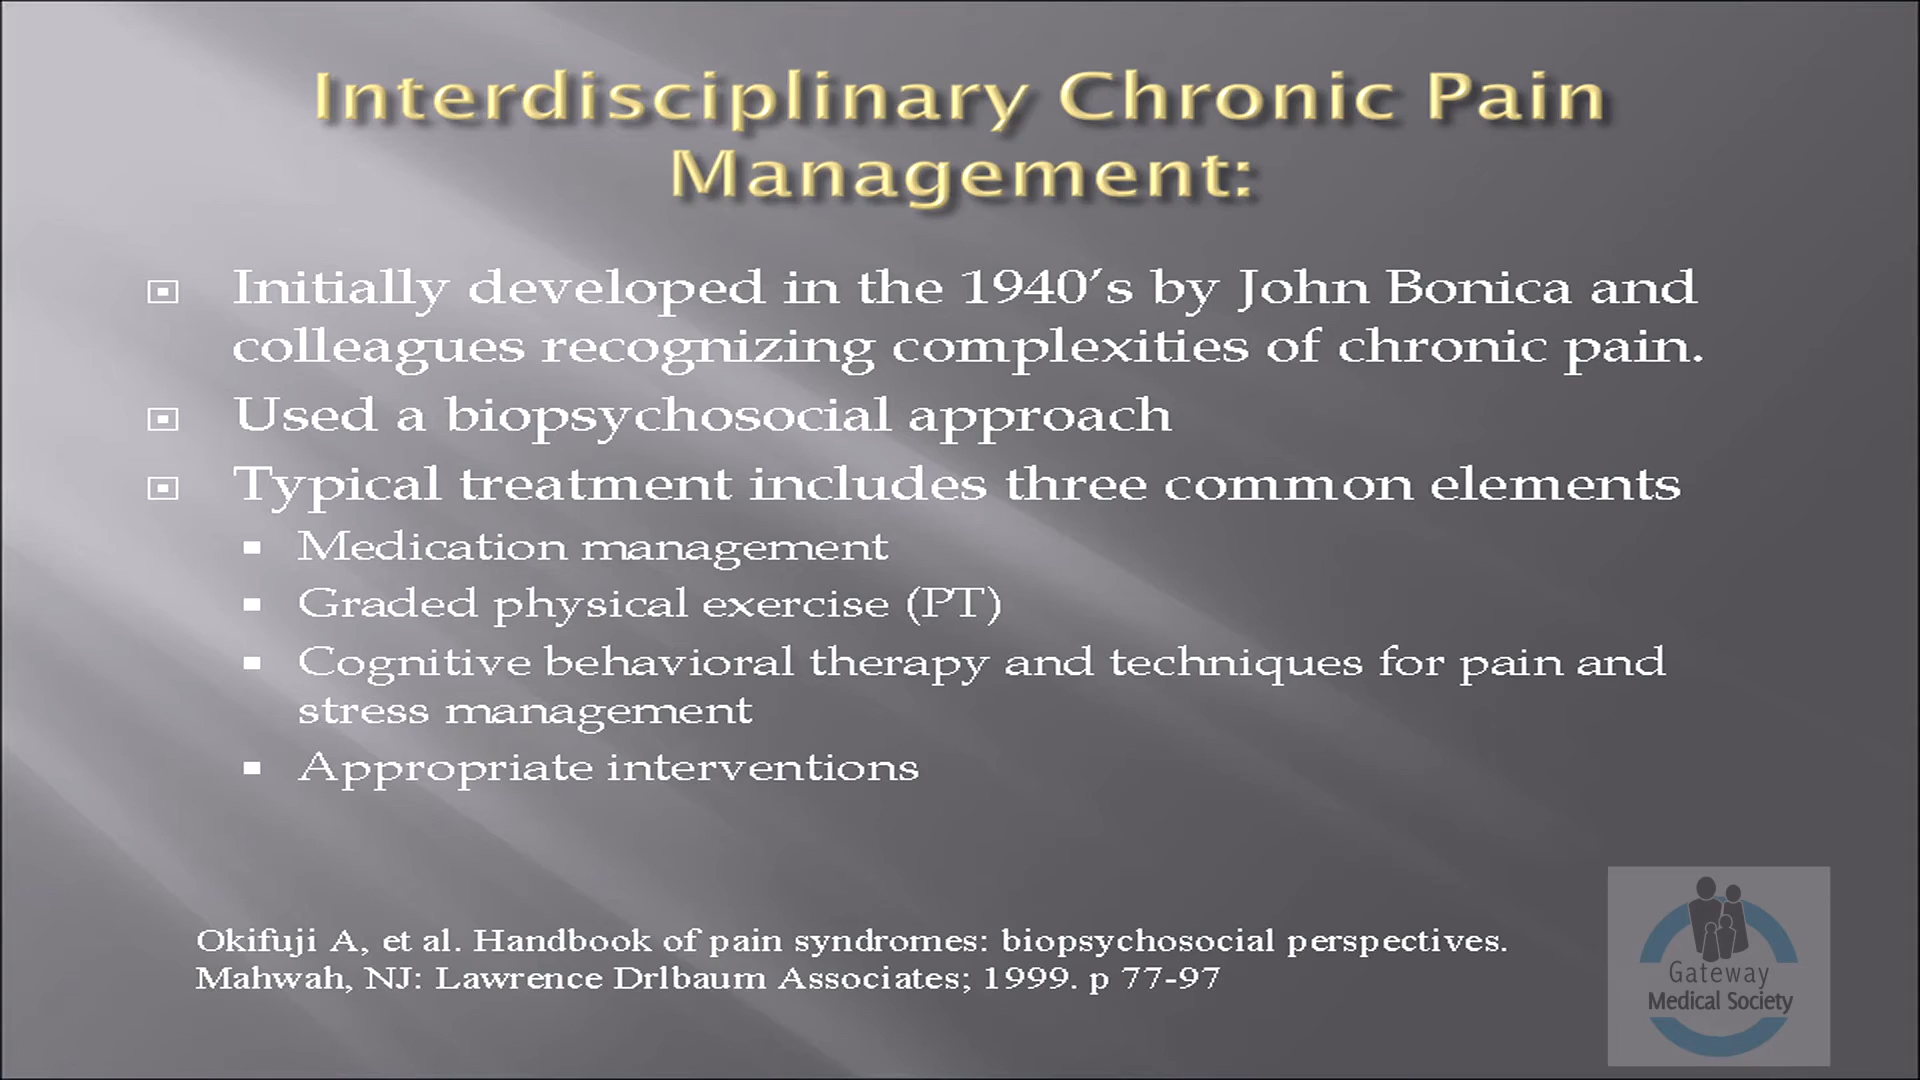 Interdisciplinary Chronic Pain
Management:
Initially developed in the 1940's by John Bonica and
colleagues recognizing complexities of chronic pain.
Used a biopsychosocial approach
Typical treatment includes three common elements
Medication management
Graded physical exercise (PT)
Cognitive behavioral therapy and techniques for pain and
stress management
Appropriate interventions
Okifuji A, et al. Handbook of pain syndromes: biopsychosocial perspectives.
Mahwah, NJ: Lawrence Drlbaum Associates; 1999. p 77-97
Gateway
Medical Society